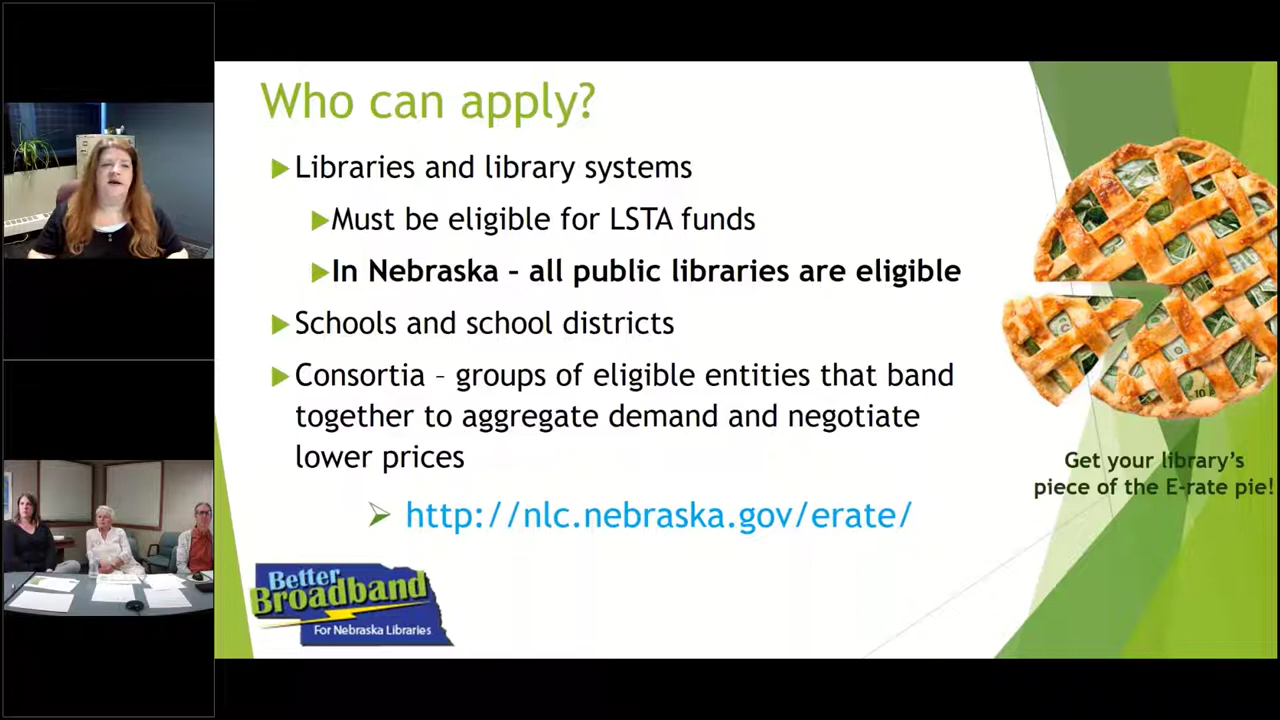 Who can apply?
Libraries and library systems
Must be eligible for LSTA funds
In Nebraska – all public libraries are eligible
Schools and school districts
Consortia – groups of eligible entities that band
together to aggregate demand and negotiate
lower prices
http://nlc.nebraska.gov/erate/
Get your library's
piece of the E-rate pie!
Better
Broadband
For Nebraska Libraries
10